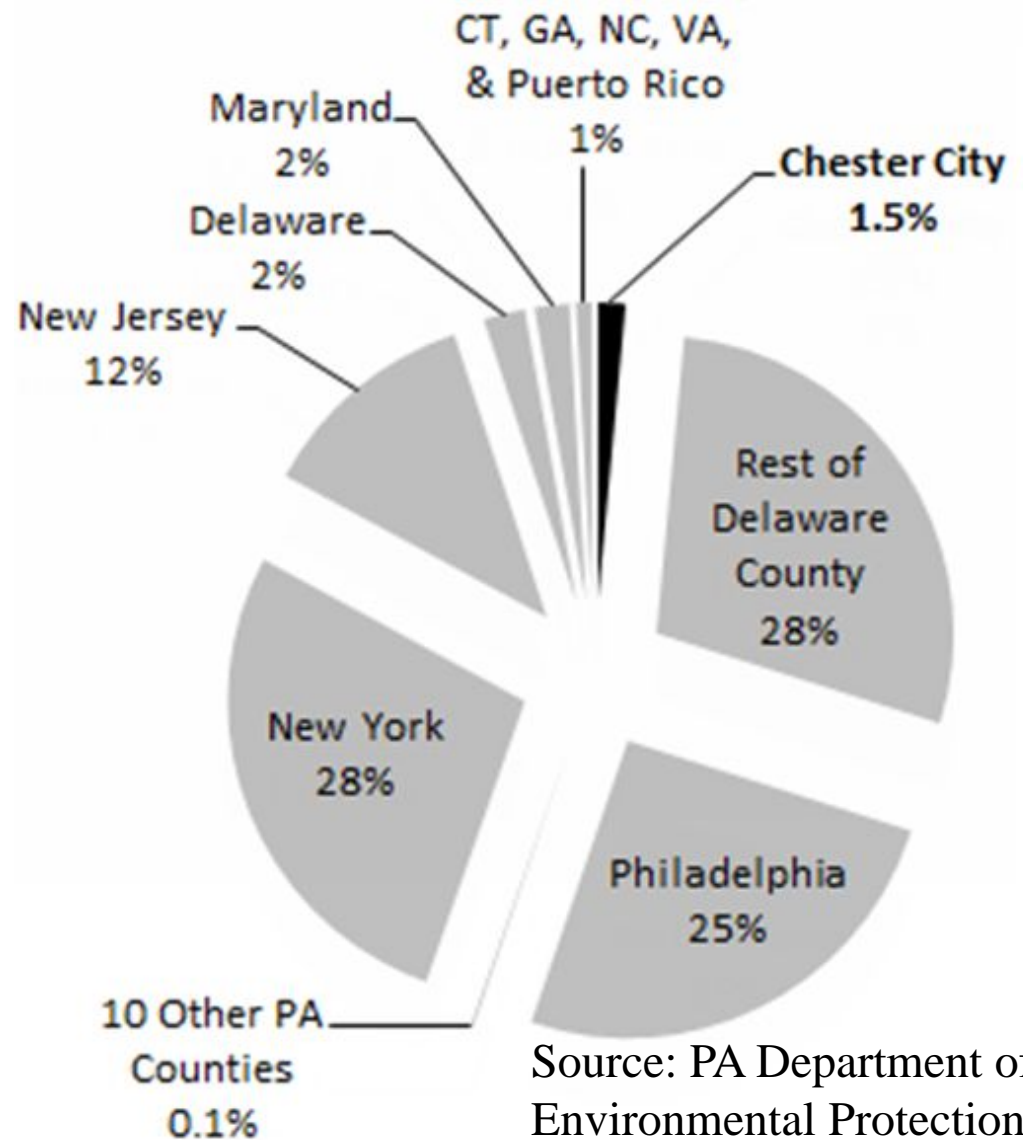 CT, GA, NC, VA,
& Puerto Rico
1%
Maryland
2%
Chester City
1.5%
Delaware
2%
New Jersey
12%
Rest of
Delaware
County
28%
New York
28%
Philadelphia
25%
10 Other PA
Counties
0.1%
Source: PA Department of
Environmental Protection